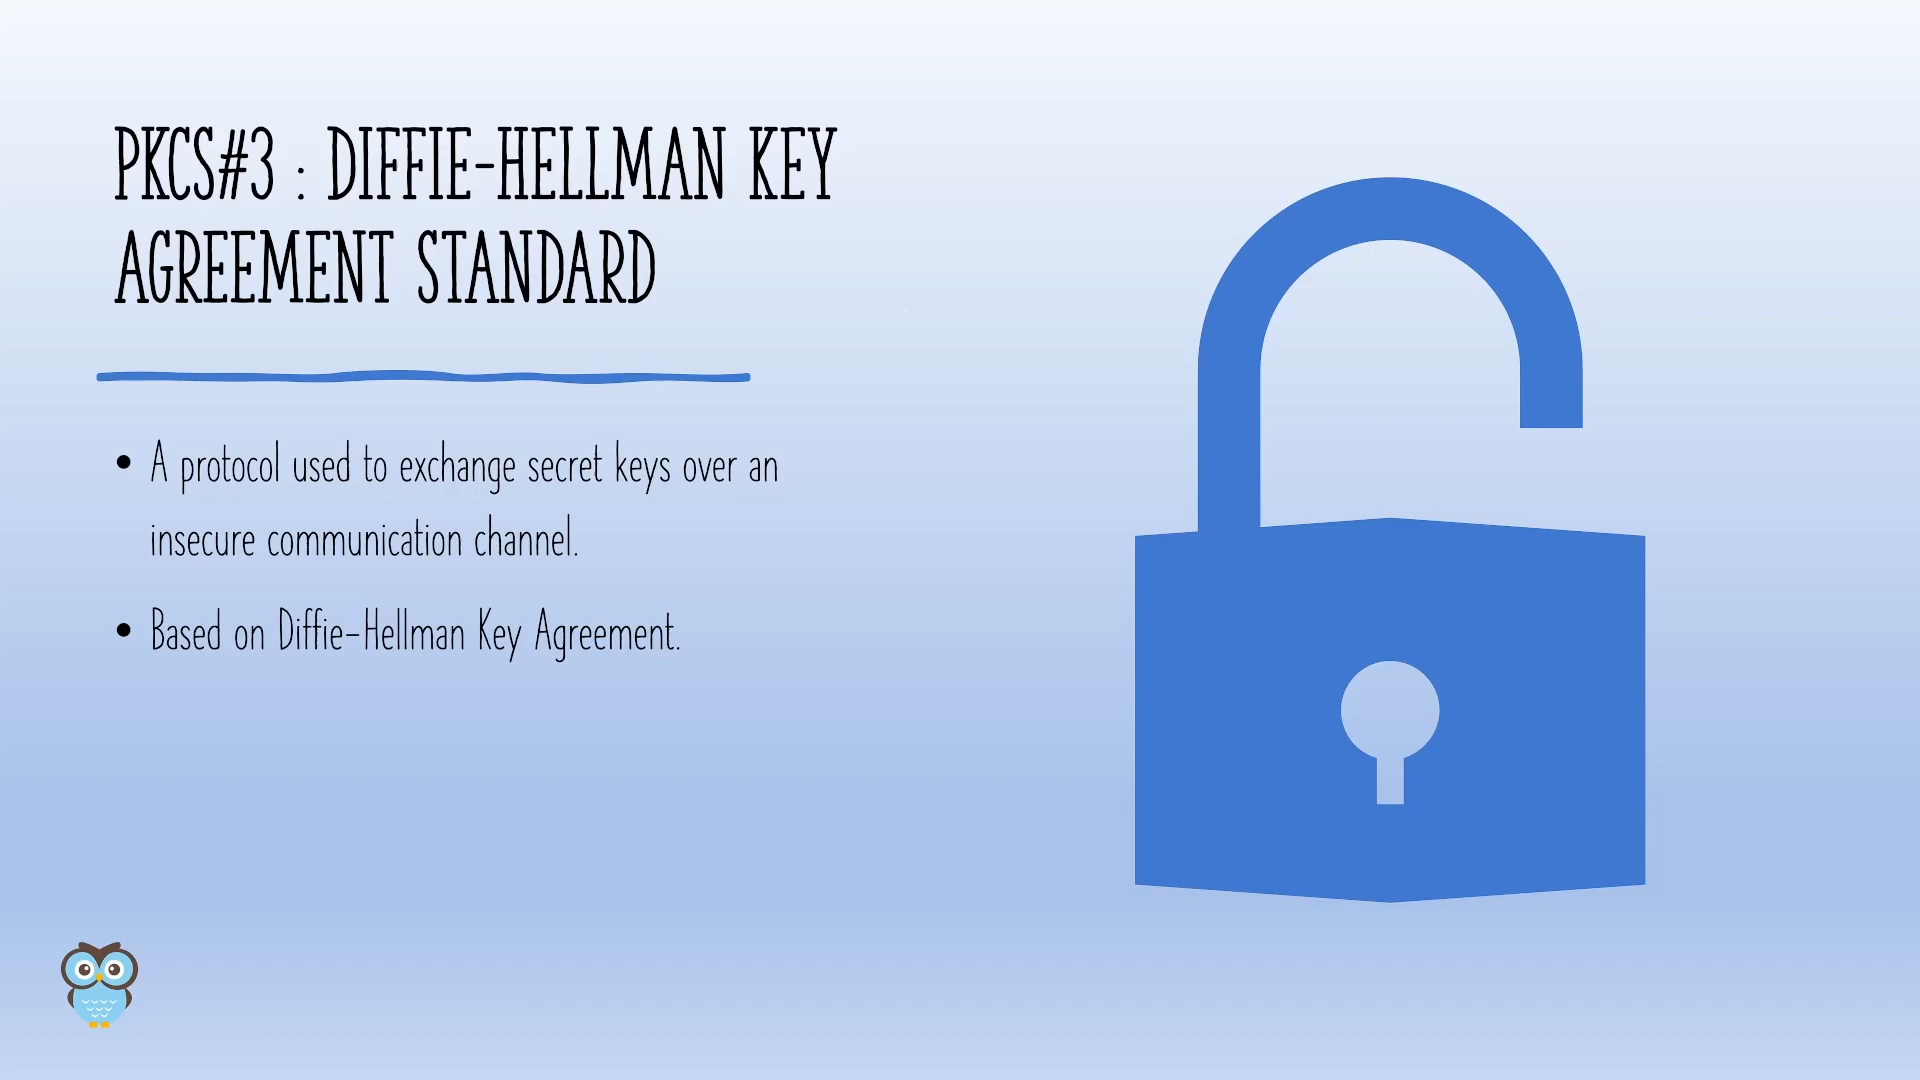 PKCS#3 : DIFFIE-HELLMAN KEY
AGREEMENT STANDARD
• A protocol used to exchange secret keys over an
insecure communication channel.
• Based on Diffie-Hellman Key Agreement.